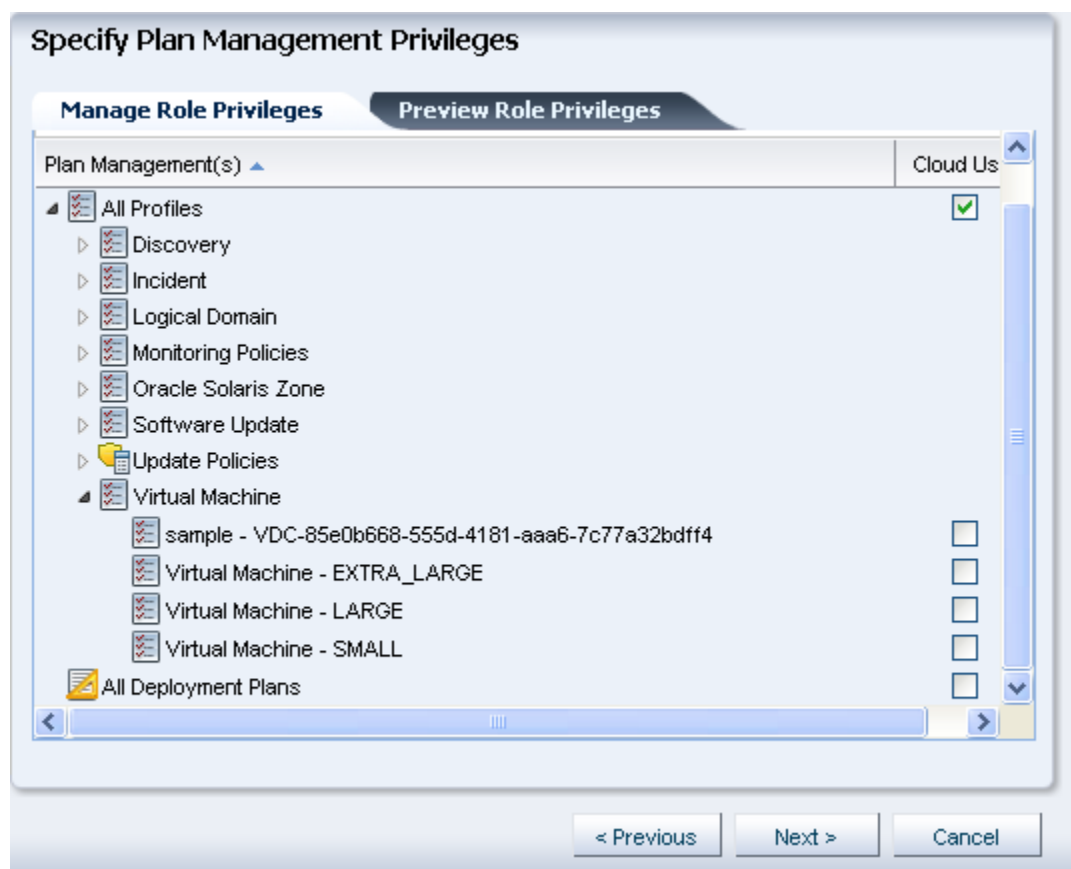 Specify Plan Management Privileges
Manage Role Privileges
Preview Role Privileges
Plan Management(s)
Cloud Us
All Profiles
Discovery
Incident
Logical Domain
Monitoring Policies
Oracle Solaris Zone
Software Update
Update Policies
Virtual Machine
sample - VDC-85e0b668-555d-4181-aaa6-7c77a32bdff4
Virtual Machine - EXTRA_LARGE
Virtual Machine - LARGE
Virtual Machine - SMALL
All Deployment Plans
< Previous
Next >
Cancel